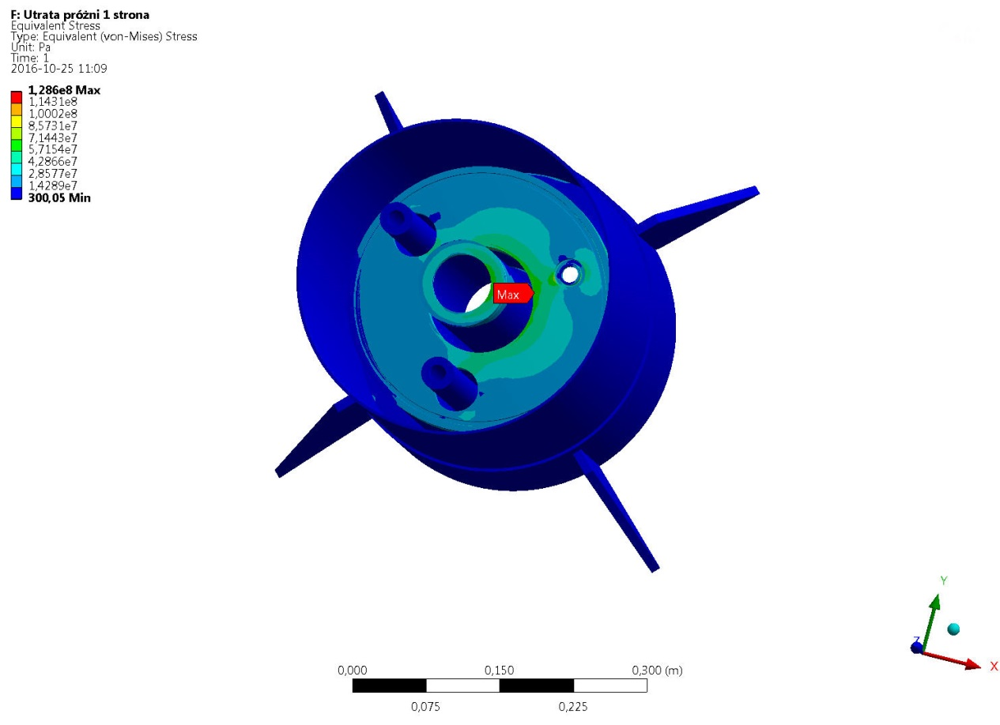 F: Utrata próżni 1 strona
Equivalent Stress
Type: Equivalent (von-Mises) Stress
Unit: Pa
Time: 1
2016-10-25 11:09
1,286e8 Max
1,1431e8
1,0002e8
8,5731e7
7,1443e7
5,7154e7
4,2866e7
2,8577e7
1,4289e7
300,05 Min
Max
Y
Z
X
0,000
0,150
0,300 (m)
0,075
0,225